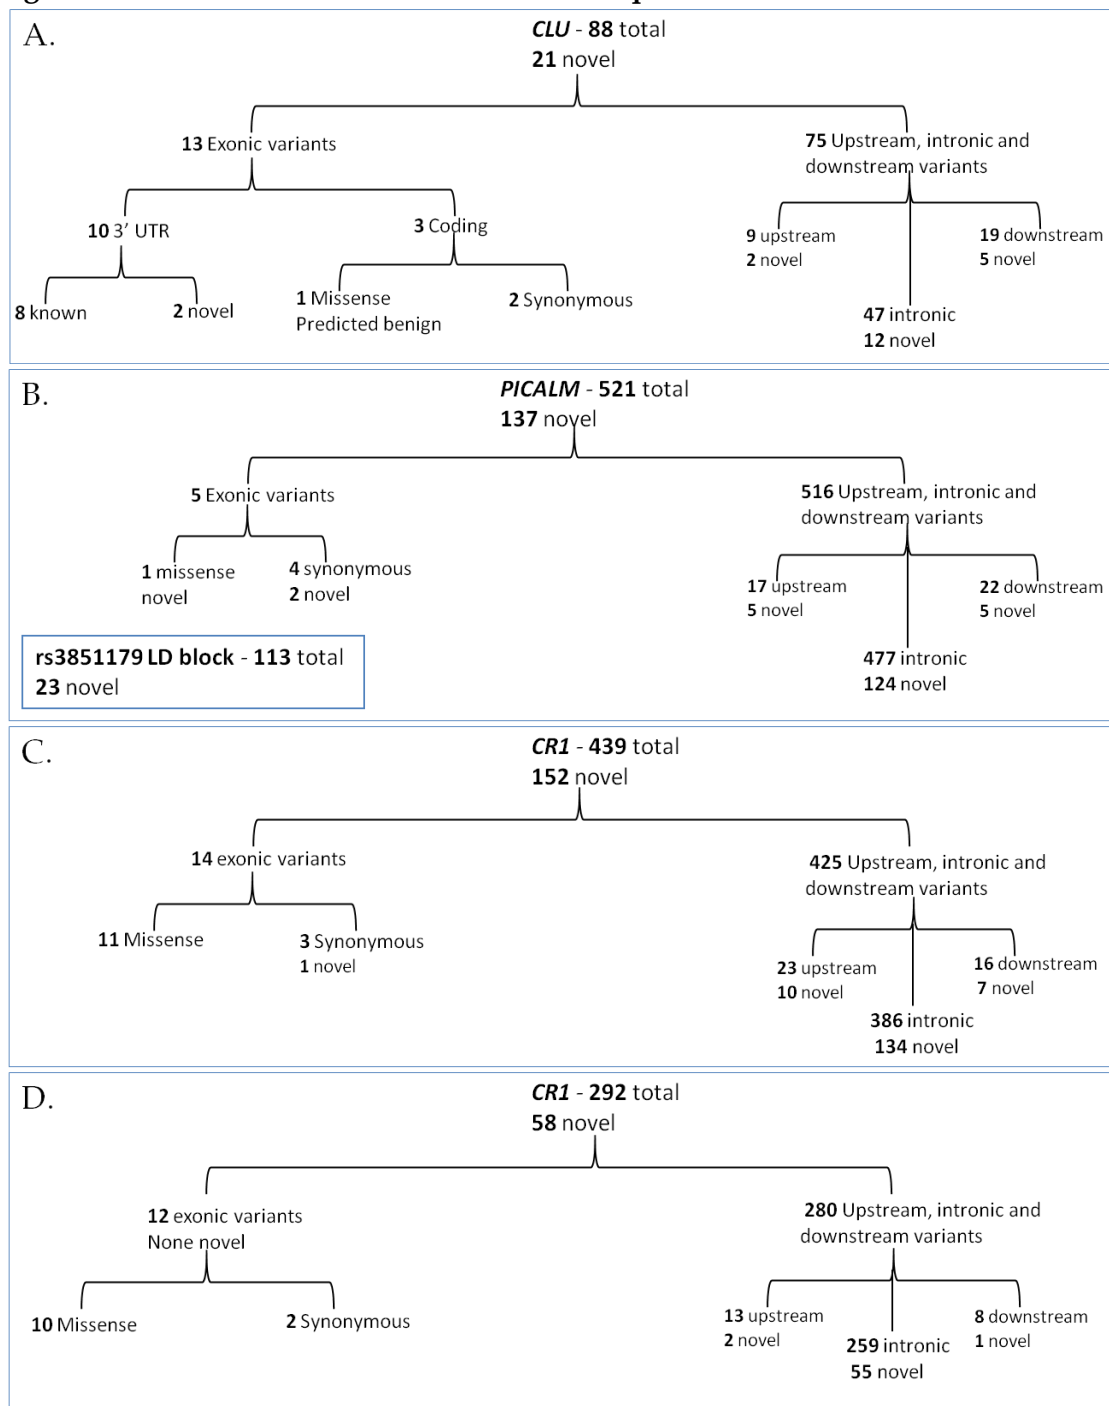 A.
CLU - 88 total
21 novel
13 Exonic variants
75 Upstream, intronic and
downstream variants
10 3’ UTR
3 Coding
9 upstream
2 novel
19 downstream
5 novel
8 known
2 novel
1 Missense
Predicted benign
2 Synonymous
47 intronic
12 novel
B.
PICALM - 521 total
137 novel
5 Exonic variants
516 Upstream, intronic and
downstream variants
1 missense
novel
4 synonymous
2 novel
17 upstream
5 novel
22 downstream
5 novel
rs3851179 LD block - 113 total
23 novel
477 intronic
124 novel
C.
CR1 - 439 total
152 novel
14 exonic variants
425 Upstream, intronic and
downstream variants
11 Missense
3 Synonymous
1 novel
23 upstream
10 novel
16 downstream
7 novel
386 intronic
134 novel
D.
CR1 - 292 total
58 novel
12 exonic variants
None novel
280 Upstream, intronic and
downstream variants
10 Missense
2 Synonymous
13 upstream
2 novel
8 downstream
1 novel
259 intronic
55 novel